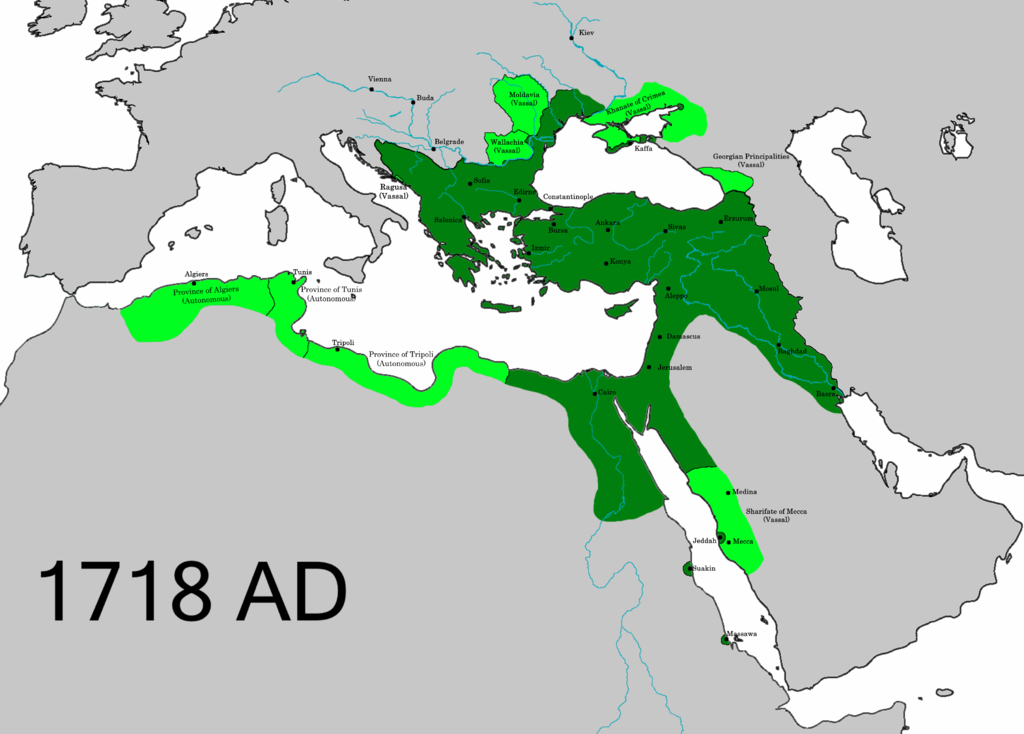 Kiev
Vienna
Buda
Moldavia
(Vassal)
Khanate of Crimea
(Vassal)
Belgrade
Wallachia
(Vassal)
Kaffa
Georgian Principalities
(Vassal)
Ragusa
(Vassal)
Sofia
Edirne
Constantinople
Salonica
Bursa
Ankara
Sivas
Erzurum
Izmir
Konya
Algiers
Province of Algiers
(Autonomous)
Tunis
Province of Tunis
(Autonomous)
Aleppo
Mosul
Tripoli
Province of Tripoli
(Autonomous)
Damascus
Baghdad
Jerusalem
Cairo
Basra
Medina
Sharifate of Mecca
(Vassal)
Jeddah
Mecca
Suakin
Massawa
1718 AD